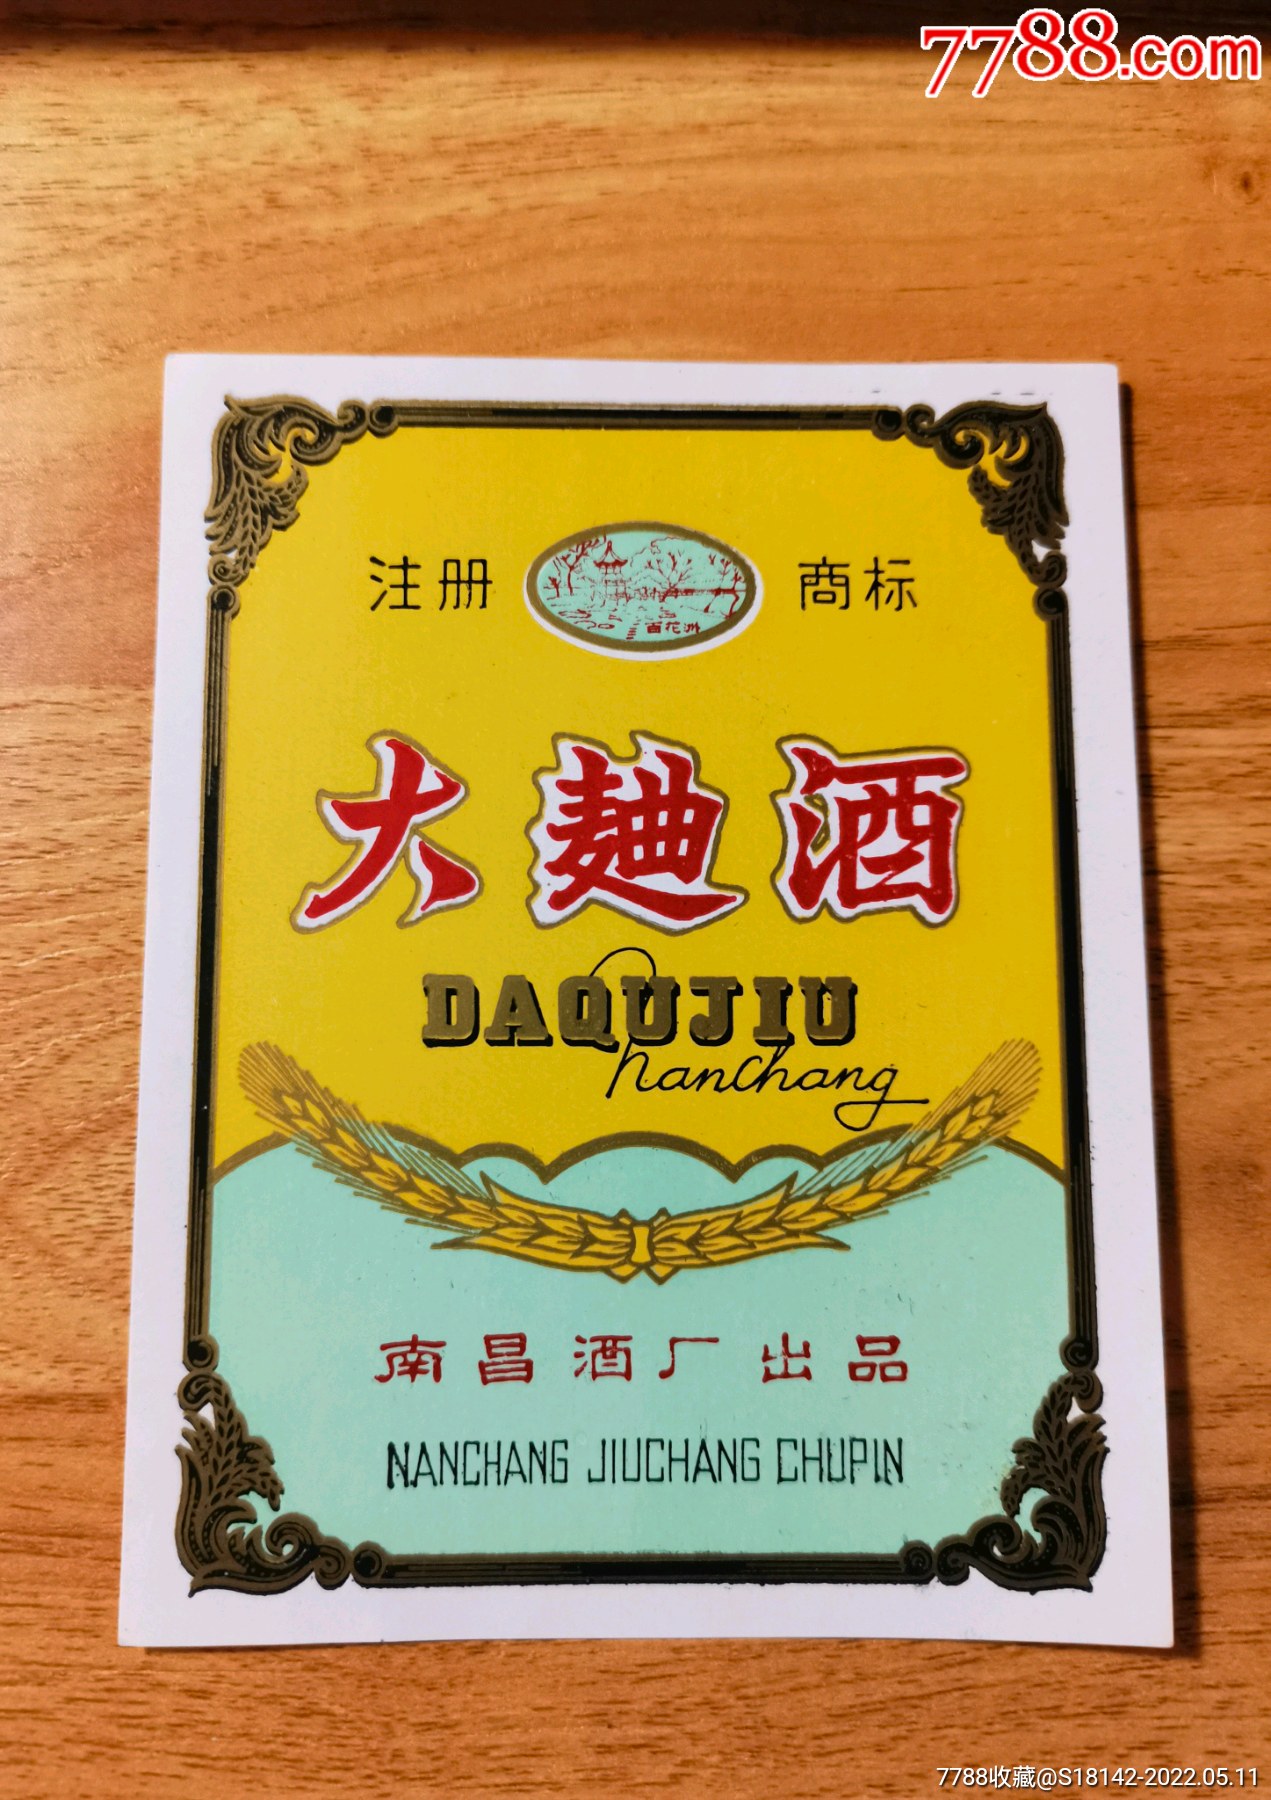 7788.com
注册 商标
百花洲
大麯酒
DAQUJIU
Nanchang
南昌酒厂出品
NANCHANG JIUCHANG CHUPIN
7788收藏@S18142-2022.05.11